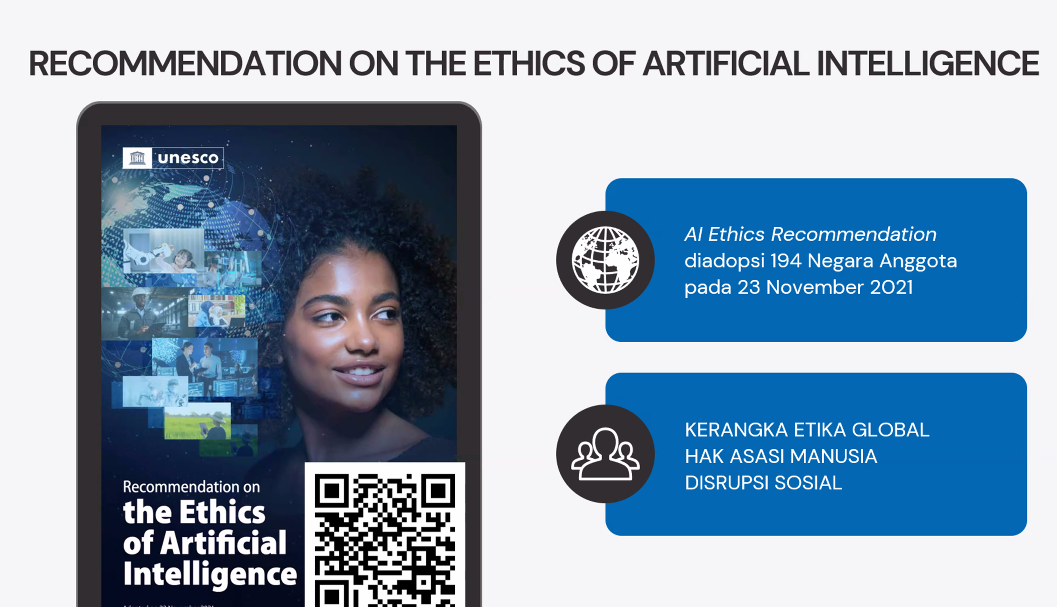 RECOMMENDATION ON THE ETHICS OF ARTIFICIAL INTELLIGENCE
unesco
Recommendation on
the Ethics
of Artificial
Intelligence
AI Ethics Recommendation
diadopsi 194 Negara Anggota
pada 23 November 2021
KERANGKA ETIKA GLOBAL
HAK ASASI MANUSIA
DISRUPSI SOSIAL